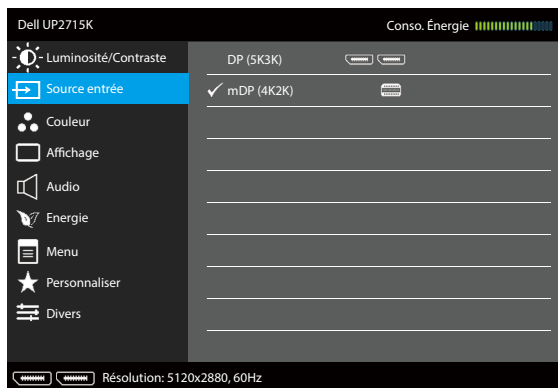 Dell UP2715K Conso. Énergie
Luminosité/Contraste DP (5K3K)
Source entrée mDP (4K2K)
Couleur
Affichage
Audio
Energie
Menu
Personnaliser
Divers
Résolution: 5120x2880, 60Hz